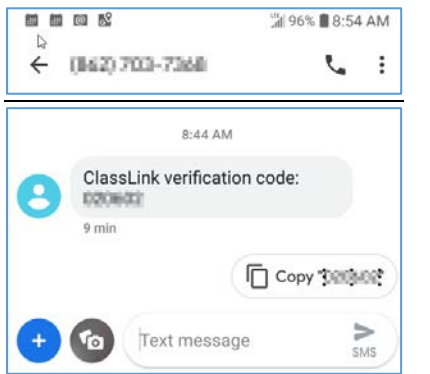 96% 8:54 AM
8:44 AM
ClassLink verification code:
9 min
Copy
Text message
SMS